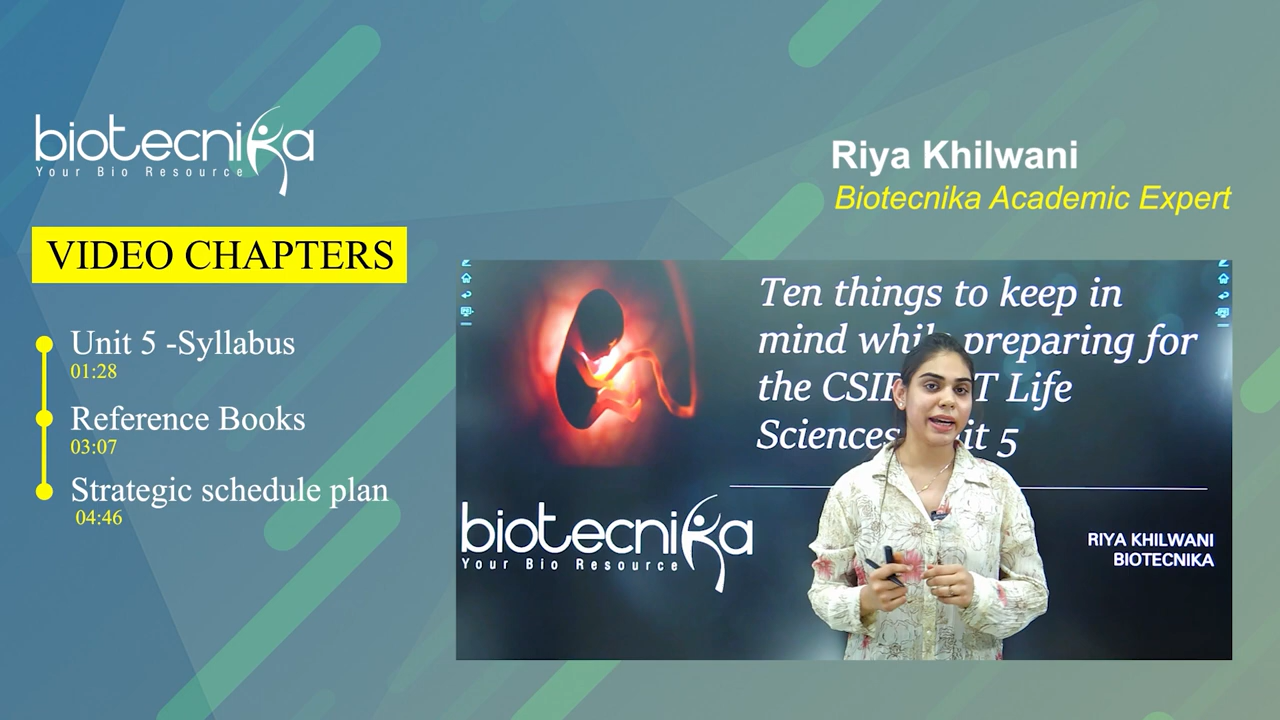 biotecnika
Your Bio Resource
VIDEO CHAPTERS
Unit 5 -Syllabus
01:28
Reference Books
03:07
Strategic schedule plan
04:46
Riya Khilwani
Biotecnika Academic Expert
Ten things to keep in
mind while preparing for
the CSIR T Life
Sciences it 5
biotecnika
Your Bio Resource
RIYA KHILWANI
BIOTECNIKA